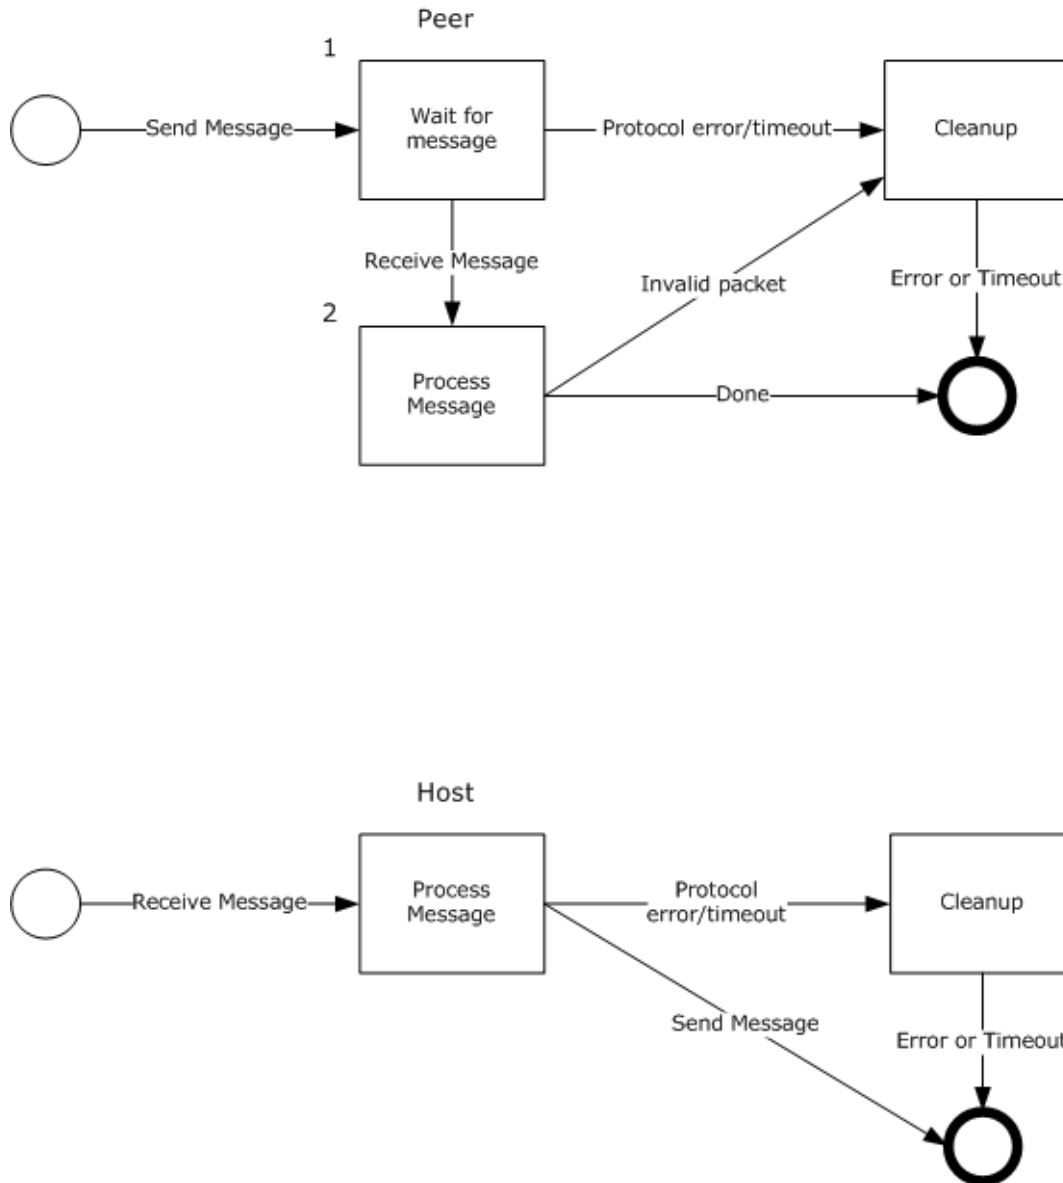 Peer
1
Wait for
message
Send Message
Protocol error/timeout
Cleanup
Receive Message
Invalid packet
Error or Timeout
2
Process
Message
Done
Host
Receive Message
Process
Message
Protocol
error/timeout
Cleanup
Send Message
Error or Timeout